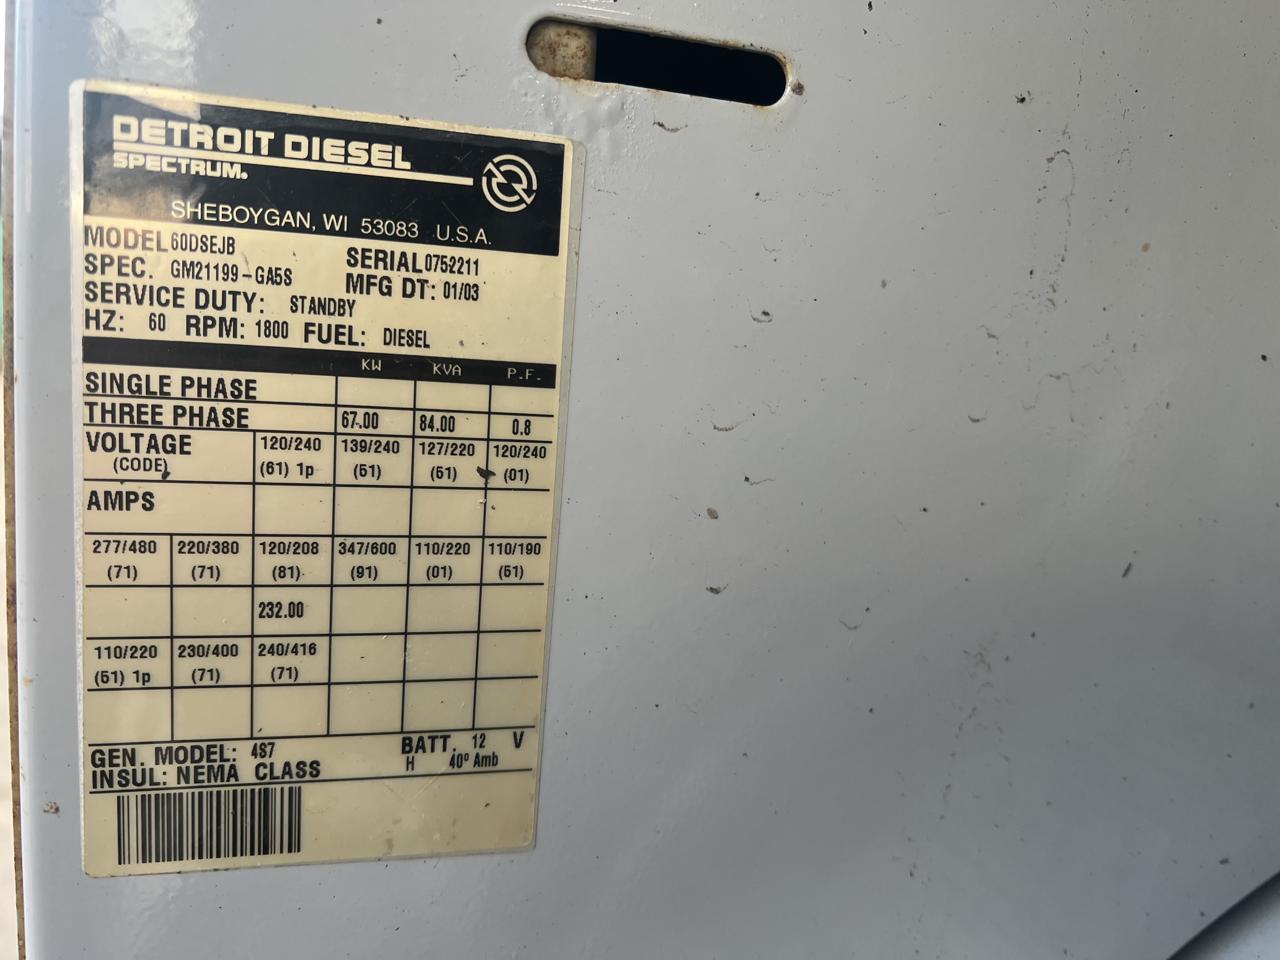 DETROIT DIESEL
SPECTRUM®
SHEBOYGAN, WI 53083 U.S.A.
MODEL 60DSEJB SERIAL 0752211
SPEC. GM21199-GA5S MFG DT: 01/03
SERVICE DUTY: STANDBY
HZ: 60 RPM: 1800 FUEL: DIESEL
KW KVA P.F.
SINGLE PHASE
THREE PHASE 67.00 84.00 0.8
VOLTAGE 120/240 139/240 127/220 120/240
(CODE) (61) 1p (51) (51) (01)
AMPS
277/480 220/380 120/208 347/600 110/220 110/190
(71) (71) (81) (91) (01) (51)
232.00
110/220 230/400 240/416
(51) 1p (71) (71)
GEN. MODEL: 4S7 BATT. 12 V
INSUL: NEMA CLASS H 40º Amb